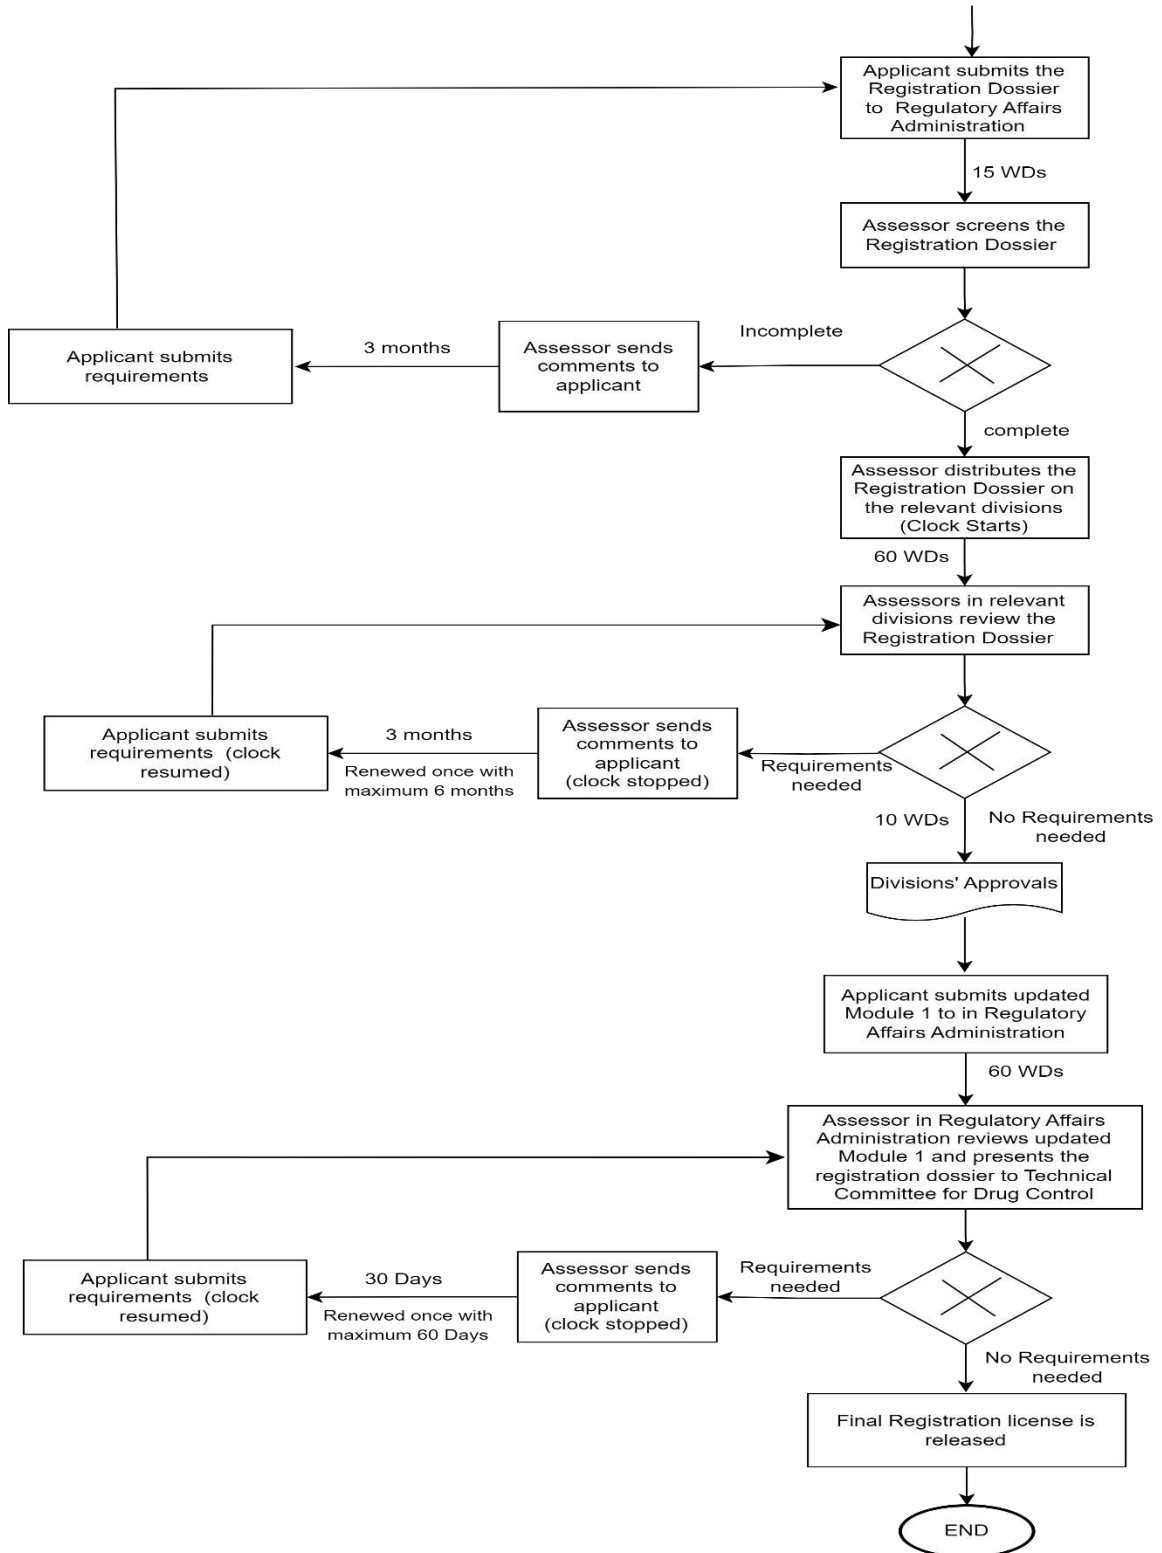 Applicant submits the
Registration Dossier
to Regulatory Affairs
Administration
15 WDs
Assessor screens the
Registration Dossier
Incomplete
Assessor sends
comments to
applicant
3 months
Applicant submits
requirements
complete
Assessor distributes the
Registration Dossier on
the relevant divisions
(Clock Starts)
60 WDs
Assessors in relevant
divisions review the
Registration Dossier
Requirements
needed
Assessor sends
comments to
applicant
(clock stopped)
3 months
Renewed once with
maximum 6 months
Applicant submits
requirements (clock
resumed)
10 WDs
No Requirements
needed
Divisions' Approvals
Applicant submits updated
Module 1 to in Regulatory
Affairs Administration
60 WDs
Assessor in Regulatory Affairs
Administration reviews updated
Module 1 and presents the
registration dossier to Technical
Committee for Drug Control
Requirements
needed
Assessor sends
comments to
applicant
(clock stopped)
30 Days
Renewed once with
maximum 60 Days
Applicant submits
requirements (clock
resumed)
No Requirements
needed
Final Registration license is
released
END